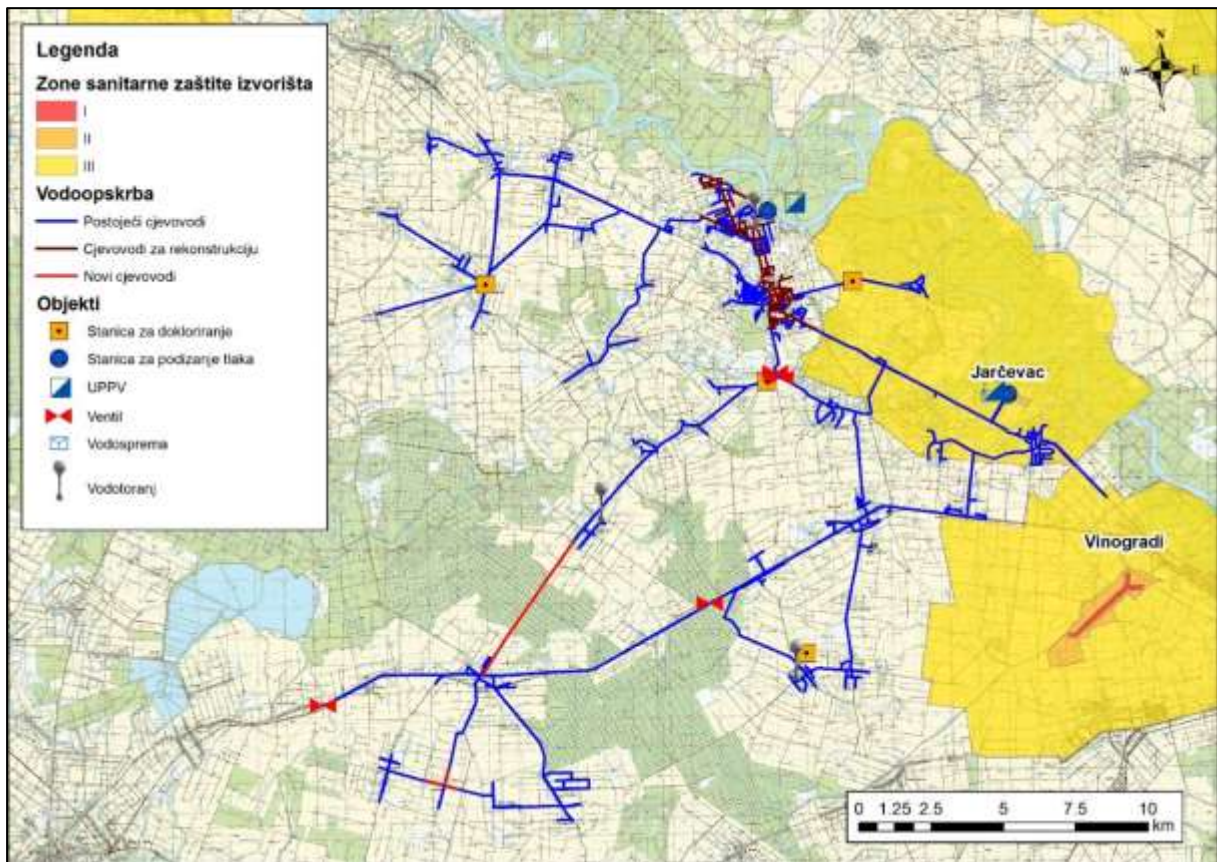 Legenda
Zone sanitarne zaštite izvorišta
I
II
III
Vodoopskrba
Postojeći cjevovodi
Cjevovodi za rekonstrukciju
Novi cjevovodi
Objekti
Stanica za dokloriranje
Stanica za podizanje tlaka
UPPV
Ventil
Vodosprema
Vodotoranj
N
W
E
S
Jarčevac
Vinogradi
0 1.25 2.5 5 7.5 10
km